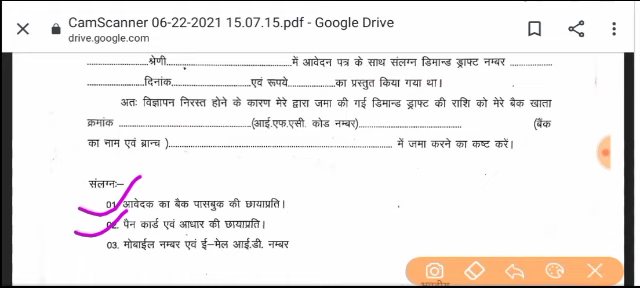 CamScanner 06-22-2021 15.07.15.pdf - Google Drive
drive.google.com
....................श्रेणी........................................में आवेदन पत्र के साथ संलग्न डिमान्ड ड्राफ्ट नम्बर ..............
...................दिनांक.........................एवं रूपये...............का प्रस्तुत किया गया था।
अतः विज्ञापन निरस्त होने के कारण मेरे द्वारा जमा की गई डिमान्ड ड्राफ्ट की राशि को मेरे बैक खाता
क्रमांक ............................................(आई.एफ.एसी. कोड नम्बर)................................... (बैंक
का नाम एवं ब्रान्च )........................................................................ में जमा करने का कष्ट करें।
संलग्नः–
01. आवेदक का बैक पासबुक की छायाप्रति।
02. पैन कार्ड एवं आधार की छायाप्रति।
03. मोबाईल नम्बर एवं ई–मेल आई.डी. नम्बर